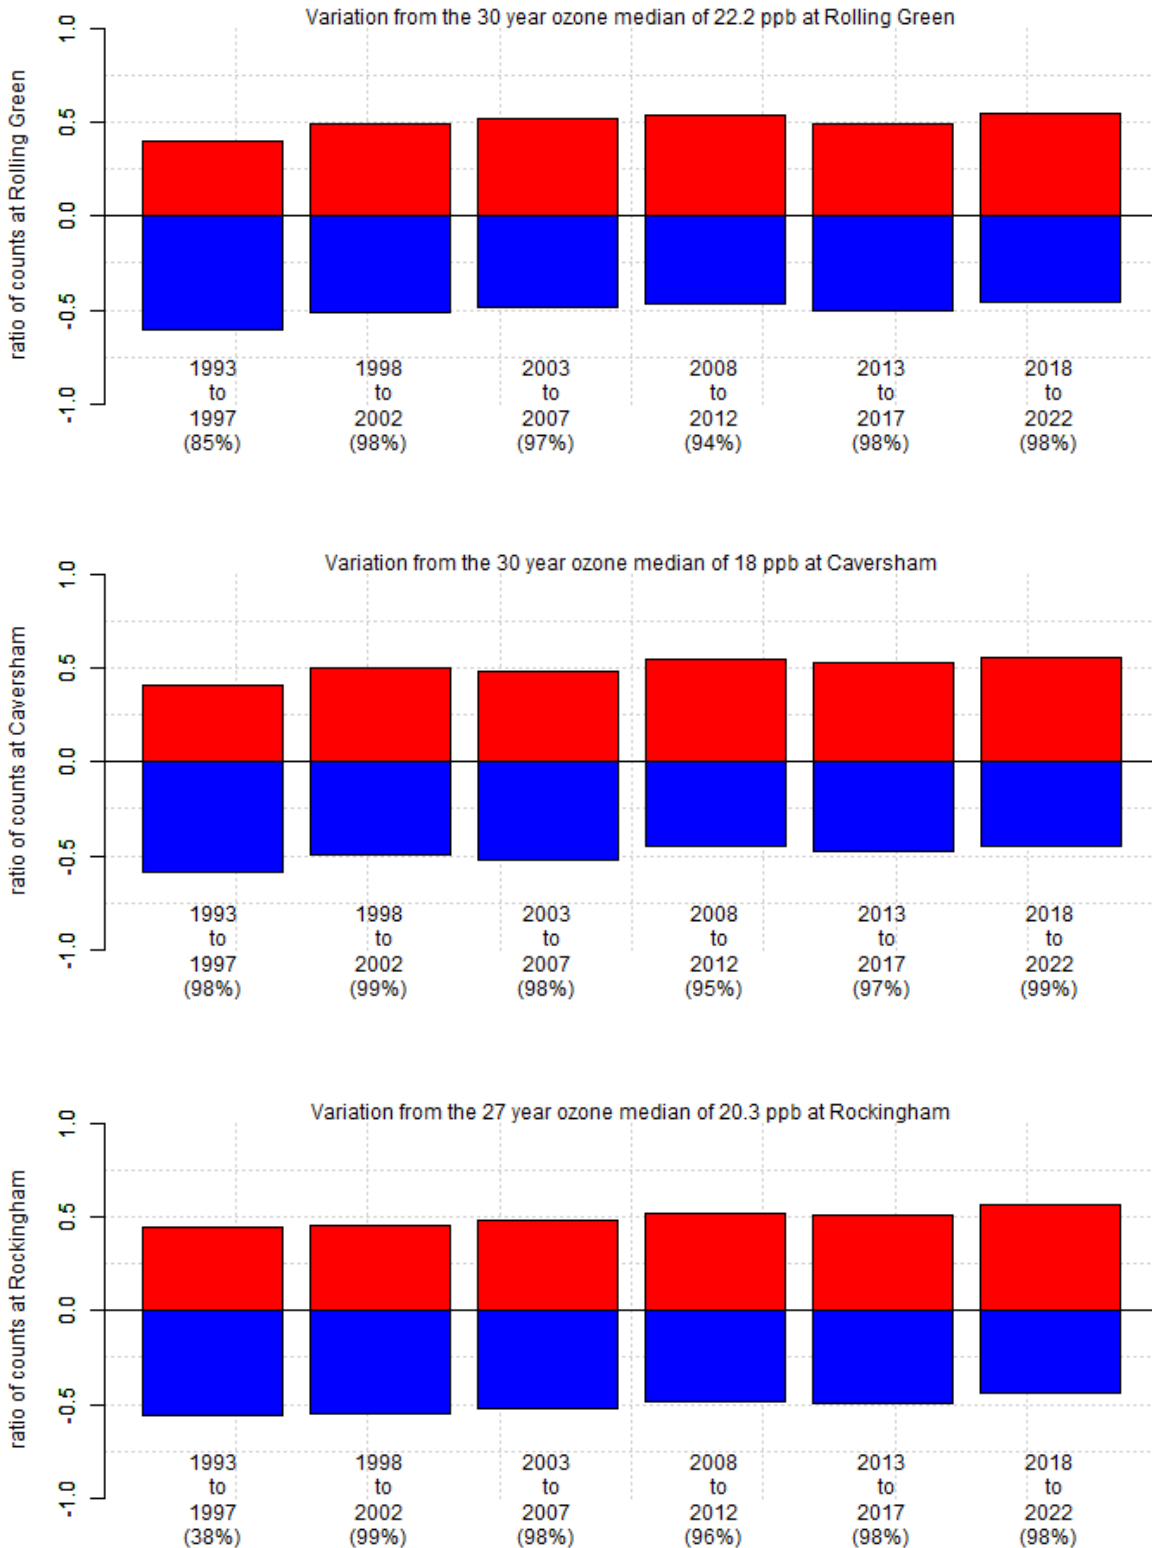 Variation from the 30 year ozone median of 22.2 ppb at Rolling Green
ratio of counts at Rolling Green
1.0
0.5
0.0
-0.5
-1.0
1993 1998 2003 2008 2013 2018
to to to to to to
1997 2002 2007 2012 2017 2022
(85%) (98%) (97%) (94%) (98%) (98%)
Variation from the 30 year ozone median of 18 ppb at Caversham
ratio of counts at Caversham
1.0
0.5
0.0
-0.5
-1.0
1993 1998 2003 2008 2013 2018
to to to to to to
1997 2002 2007 2012 2017 2022
(98%) (99%) (98%) (95%) (97%) (99%)
Variation from the 27 year ozone median of 20.3 ppb at Rockingham
ratio of counts at Rockingham
1.0
0.5
0.0
-0.5
-1.0
1993 1998 2003 2008 2013 2018
to to to to to to
1997 2002 2007 2012 2017 2022
(38%) (99%) (98%) (96%) (98%) (98%)